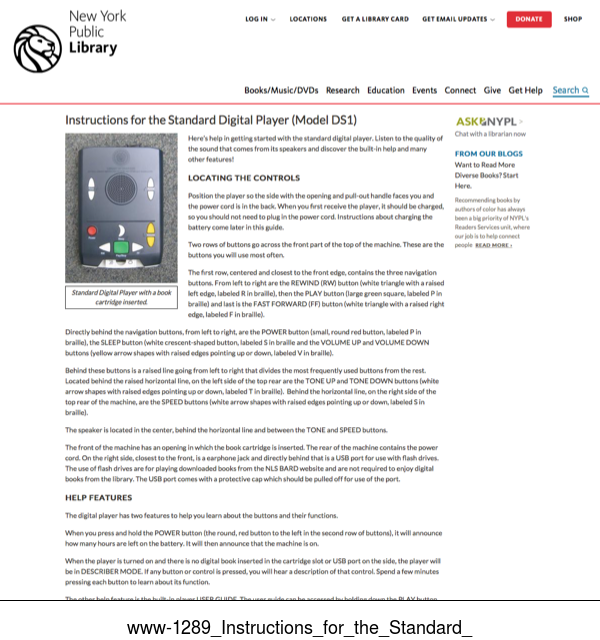 New York
Public
Library
LOG IN
LOCATIONS
GET A LIBRARY CARD
GET EMAIL UPDATES
DONATE
SHOP
Books/Music/DVDs Research Education Events Connect Give Get Help Search
Instructions for the Standard Digital Player (Model DS1)
Here's help in getting started with the standard digital player. Listen to the quality of
the sound that comes from its speakers and discover the built-in help and many
other features!
LOCATING THE CONTROLS
Position the player so the side with the opening and pull-out handle faces you and
the power cord is in the back. When you first receive the player, it should be charged,
so you should not need to plug in the power cord. Instructions about charging the
battery come later in this guide.
Two rows of buttons go across the front part of the top of the machine. These are the
buttons you will use most often.
The first row, centered and closest to the front edge, contains the three navigation
buttons. From left to right are the REWIND (RW) button (white triangle with a raised
left edge, labeled R in braille), then the PLAY button (large green square, labeled P in
braille) and last is the FAST FORWARD (FF) button (white triangle with a raised right
edge, labeled F in braille).
Standard Digital Player with a book
cartridge inserted.
Directly behind the navigation buttons, from left to right, are the POWER button (small, round red button, labeled P in
braille), the SLEEP button (white crescent-shaped button, labeled S in braille and the VOLUME UP and VOLUME DOWN
buttons (yellow arrow shapes with raised edges pointing up or down, labeled V in braille).
Behind these buttons is a raised line going from left to right that divides the most frequently used buttons from the rest.
Located behind the raised horizontal line, on the left side of the top rear are the TONE UP and TONE DOWN buttons (white
arrow shapes with raised edges pointing up or down, labeled T in braille). Behind the horizontal line, on the right side of the
top rear of the machine, are the SPEED buttons (white arrow shapes with raised edges pointing up or down, labeled S in
braille).
The speaker is located in the center, behind the horizontal line and between the TONE and SPEED buttons.
The front of the machine has an opening in which the book cartridge is inserted. The rear of the machine contains the power
cord. On the right side, closest to the front, is a earphone jack and directly behind that is a USB port for use with flash drives.
The use of flash drives are for playing downloaded books from the NLS BARD website and are not required to enjoy digital
books from the library. The USB port comes with a protective cap which should be pulled off for use of the port.
HELP FEATURES
The digital player has two features to help you learn about the buttons and their functions.
When you press and hold the POWER button (the round, red button to the left in the second row of buttons), it will announce
how many hours are left on the battery. It will then announce that the machine is on.
When the player is turned on and there is no digital book inserted in the cartridge slot or USB port on the side, the player will
be in DESCRIBER MODE. If any button or control is pressed, you will hear a description of that control. Spend a few minutes
pressing each button to learn about its function.
The other help feature is the built-in player USER GUIDE. The user guide can be accessed by holding down the PLAY button
ASK NYPL
Chat with a librarian now
FROM OUR BLOGS
Want to Read More
Diverse Books? Start
Here.
Recommending books by
authors of color has always
been a big priority of NYPL's
Readers Services unit, where
our job is to help connect
people READ MORE ›
www-1289_Instructions_for_the_Standard_